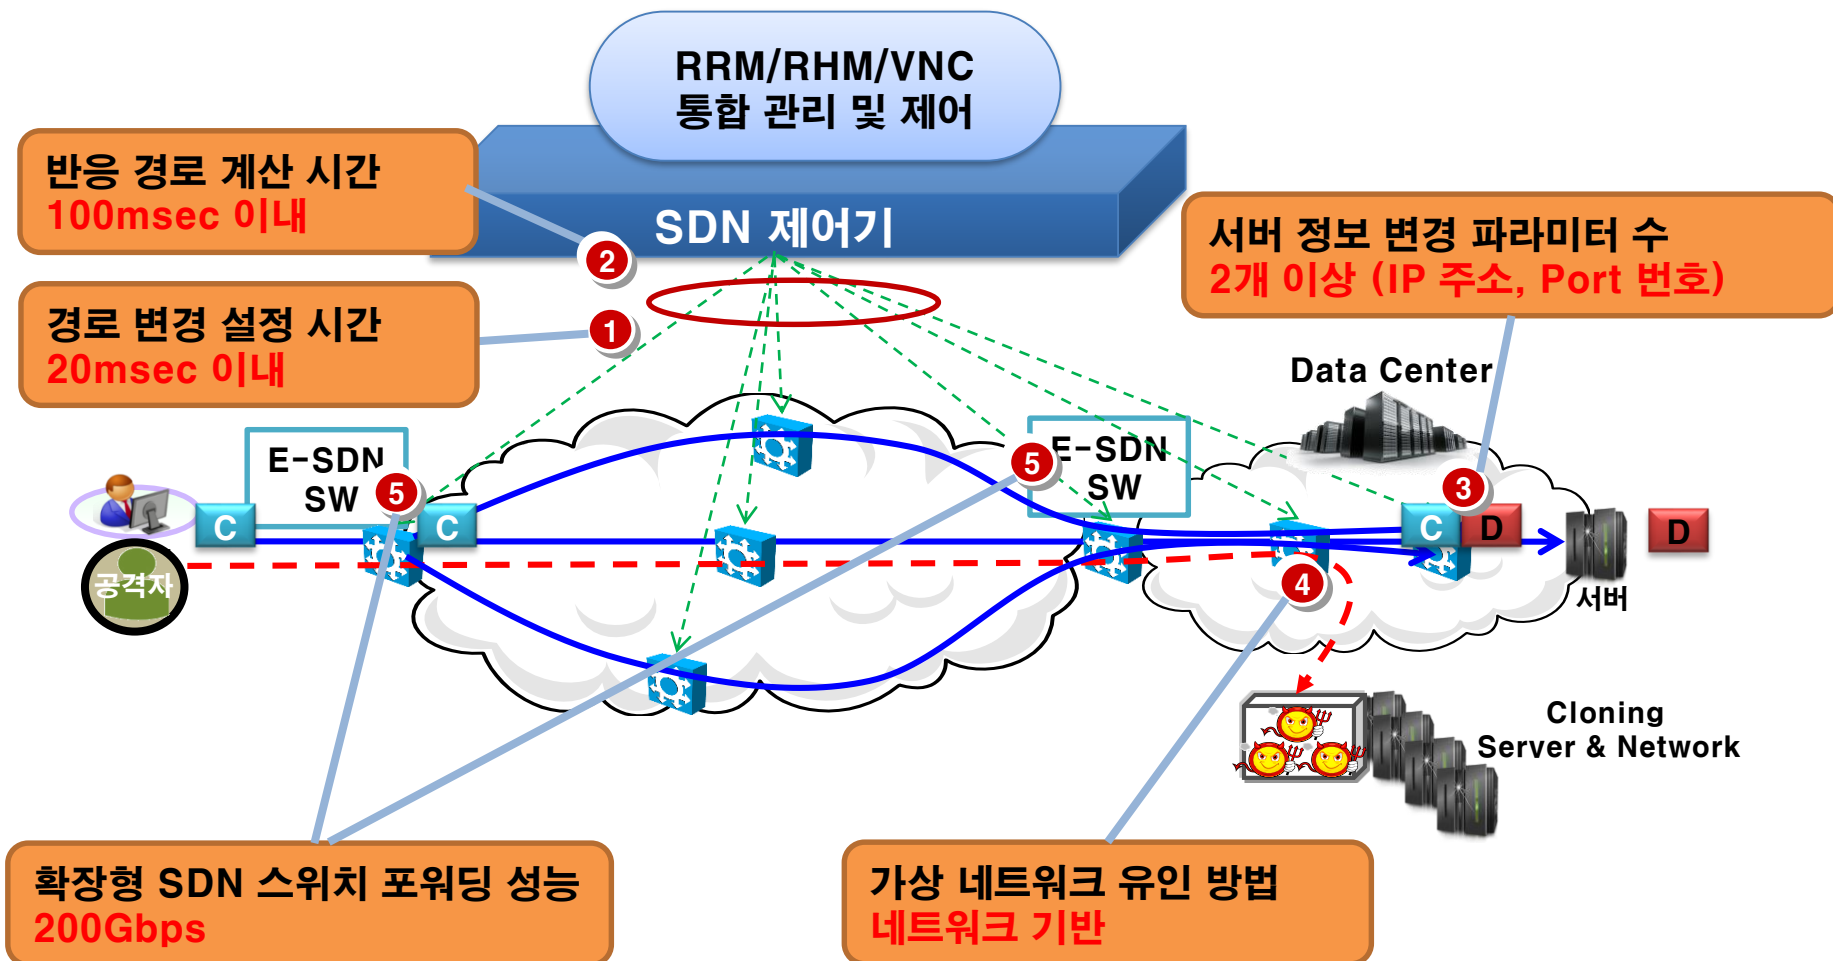 RRM/RHM/VNC
통합 관리 및 제어
SDN 제어기
반응 경로 계산 시간
100msec 이내
2
경로 변경 설정 시간
20msec 이내
1
서버 정보 변경 파라미터 수
2개 이상 (IP 주소, Port 번호)
Data Center
E-SDN
SW
5
E-SDN
SW
5
3
C
C
C
D
D
공격자
4
서버
Cloning
Server & Network
확장형 SDN 스위치 포워딩 성능
200Gbps
가상 네트워크 유인 방법
네트워크 기반